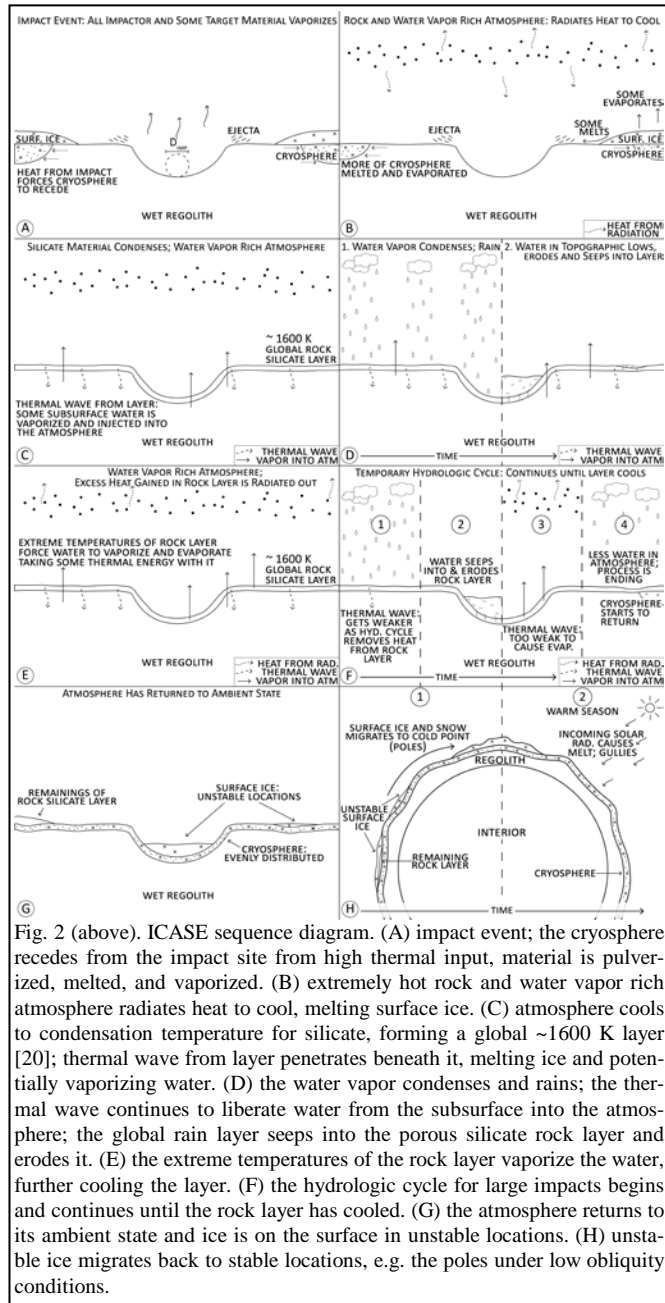 IMPACT EVENT: ALL IMPACTOR AND SOME TARGET MATERIAL VAPORIZES
SURF. ICE
D IMP
EJECTA
CRYOSPHERE
HEAT FROM IMPACT
FORCES CRYOSPHERE
TO RECEDE
WET REGOLITH
A
ROCK AND WATER VAPOR RICH ATMOSPHERE: RADIATES HEAT TO COOL
SOME
EVAPORATES
EJECTA
SOME
MELTS
SURF. ICE
CRYOSPHERE
MORE OF CRYOSPHERE
MELTED AND EVAPORATED
WET REGOLITH
B
HEAT FROM
RADIATION
SILICATE MATERIAL CONDENSES; WATER VAPOR RICH ATMOSPHERE
~ 1600 K
GLOBAL ROCK
SILICATE LAYER
THERMAL WAVE FROM LAYER:
SOME SUBSURFACE WATER IS
VAPORIZED AND INJECTED INTO
THE ATMOSPHERE
WET REGOLITH
C
THERMAL WAVE
VAPOR INTO ATM
1. WATER VAPOR CONDENSES; RAIN
2. WATER IN TOPOGRAPHIC LOWS,
ERODES AND SEEPS INTO LAYER
WET REGOLITH
D
TIME
THERMAL WAVE
VAPOR INTO ATM
WATER VAPOR RICH ATMOSPHERE;
EXCESS HEAT GAINED IN ROCK LAYER IS RADIATED OUT
EXTREME TEMPERATURES OF ROCK LAYER
FORCE WATER TO VAPORIZE AND EVAPORATE
TAKING SOME THERMAL ENERGY WITH IT
~ 1600 K
GLOBAL ROCK
SILICATE LAYER
WET REGOLITH
E
HEAT FROM RAD.
THERMAL WAVE
VAPOR INTO ATM
TEMPORARY HYDROLOGIC CYCLE: CONTINUES UNTIL LAYER COOLS
1
2
3
4
WATER SEEPS
INTO & ERODES
ROCK LAYER
LESS WATER IN
ATMOSPHERE;
PROCESS IS
ENDING
THERMAL WAVE:
GETS WEAKER
AS HYD. CYCLE
REMOVES HEAT
FROM ROCK
LAYER
THERMAL WAVE:
TOO WEAK TO
CAUSE EVAP.
CRYOSPHERE
STARTS TO
RETURN
WET REGOLITH
F
TIME
HEAT FROM RAD.
THERMAL WAVE
VAPOR INTO ATM
ATMOSPHERE HAS RETURNED TO AMBIENT STATE
REMAININGS OF
ROCK SILICATE LAYER
SURFACE ICE:
UNSTABLE LOCATIONS
CRYOSPHERE:
EVENLY DISTRIBUTED
WET REGOLITH
G
1
2
WARM SEASON
SURFACE ICE AND SNOW
MIGRATES TO COLD POINT
(POLES)
INCOMING SOLAR
RAD. CAUSES
MELT; GULLIES
REGOLITH
UNSTABLE
SURFACE
ICE
INTERIOR
REMAINING
ROCK LAYER
CRYOSPHERE
H
TIME
Fig. 2 (above). ICASE sequence diagram. (A) impact event; the cryosphere
recedes from the impact site from high thermal input, material is pulver-
ized, melted, and vaporized. (B) extremely hot rock and water vapor rich
atmosphere radiates heat to cool, melting surface ice. (C) atmosphere cools
to condensation temperature for silicate, forming a global ~1600 K layer
[20]; thermal wave from layer penetrates beneath it, melting ice and poten-
tially vaporizing water. (D) the water vapor condenses and rains; the ther-
mal wave continues to liberate water from the subsurface into the atmos-
phere; the global rain layer seeps into the porous silicate rock layer and
erodes it. (E) the extreme temperatures of the rock layer vaporize the water,
further cooling the layer. (F) the hydrologic cycle for large impacts begins
and continues until the rock layer has cooled. (G) the atmosphere returns to
its ambient state and ice is on the surface in unstable locations. (H) unsta-
ble ice migrates back to stable locations, e.g. the poles under low obliquity
conditions.